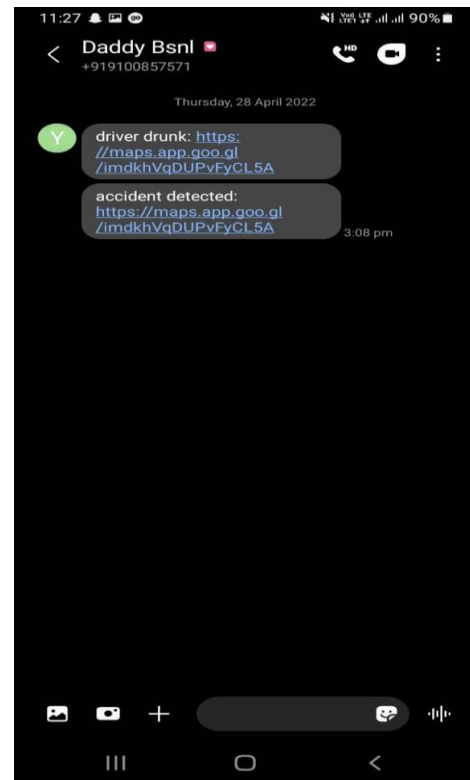 11:27
90%
Daddy Bsnl
+919100857571
Thursday, 28 April 2022
Y
driver drunk: https:
//maps.app.goo.gl
/imdkhVqDUPvFyCL5A
accident detected:
https://maps.app.goo.gl
/imdkhVqDUPvFyCL5A
3:08 pm